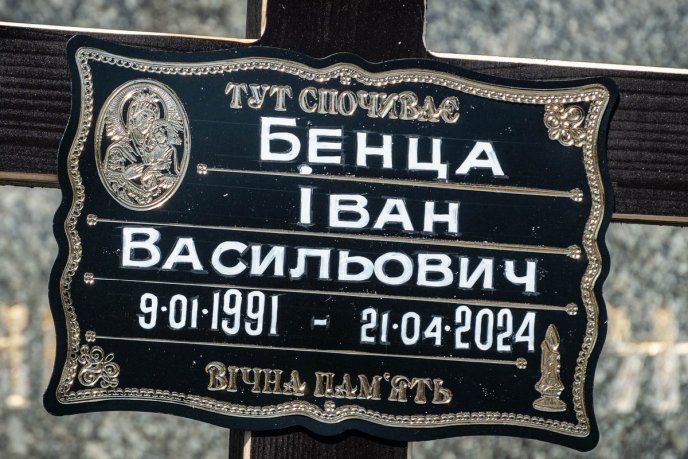 ТУТ СПОЧИВАЄ
БЕНЦА
ІВАН
ВАСИЛЬОВИЧ
9·01·1991 - 21·04·2024
ВІЧНА ПАМ'ЯТЬ